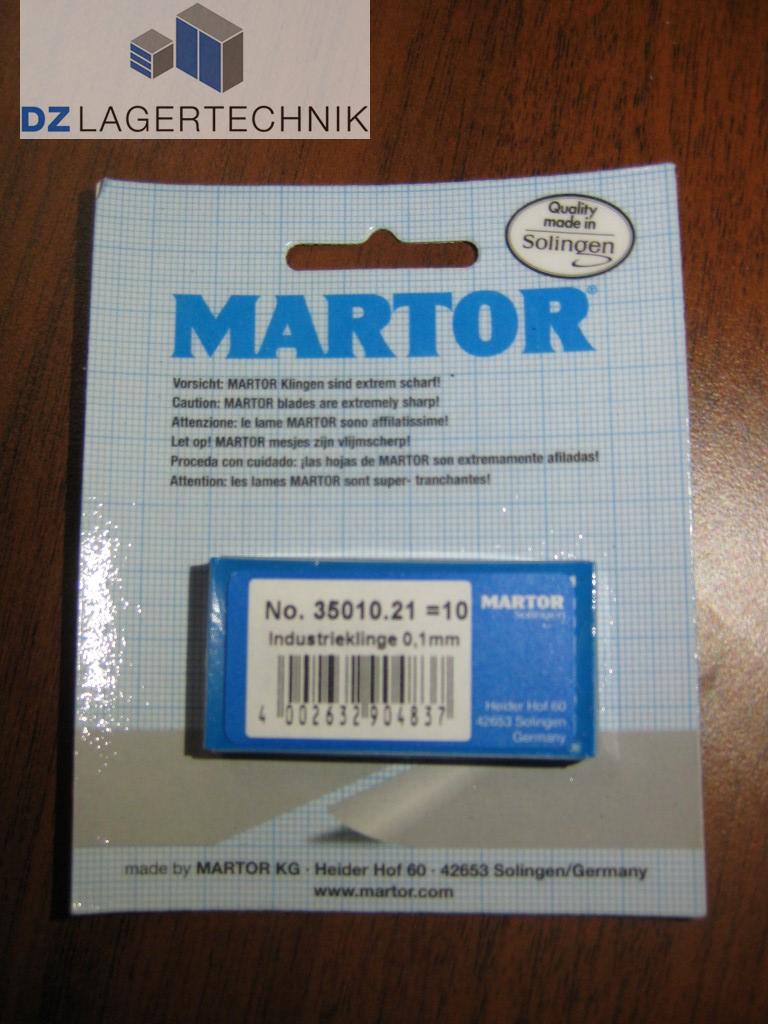 DZ LAGERTECHNIK
Quality
made in
Solingen
MARTOR®
Vorsicht: MARTOR Klingen sind extrem scharf!
Caution: MARTOR blades are extremely sharp!
Attenzione: le lame MARTOR sono affilatissime!
Let op! MARTOR mesjes zijn vlijmscherp!
Proceda con cuidado: ¡las hojas de MARTOR son extremamente afiladas!
Attention: les lames MARTOR sont super- tranchantes!
No. 35010.21 =10
Industrieklinge 0,1mm
4 002632 904837
MARTOR
Solingen
Heider Hof 60
42653 Solingen
Germany
made by MARTOR KG · Heider Hof 60 · 42653 Solingen/Germany
www.martor.com